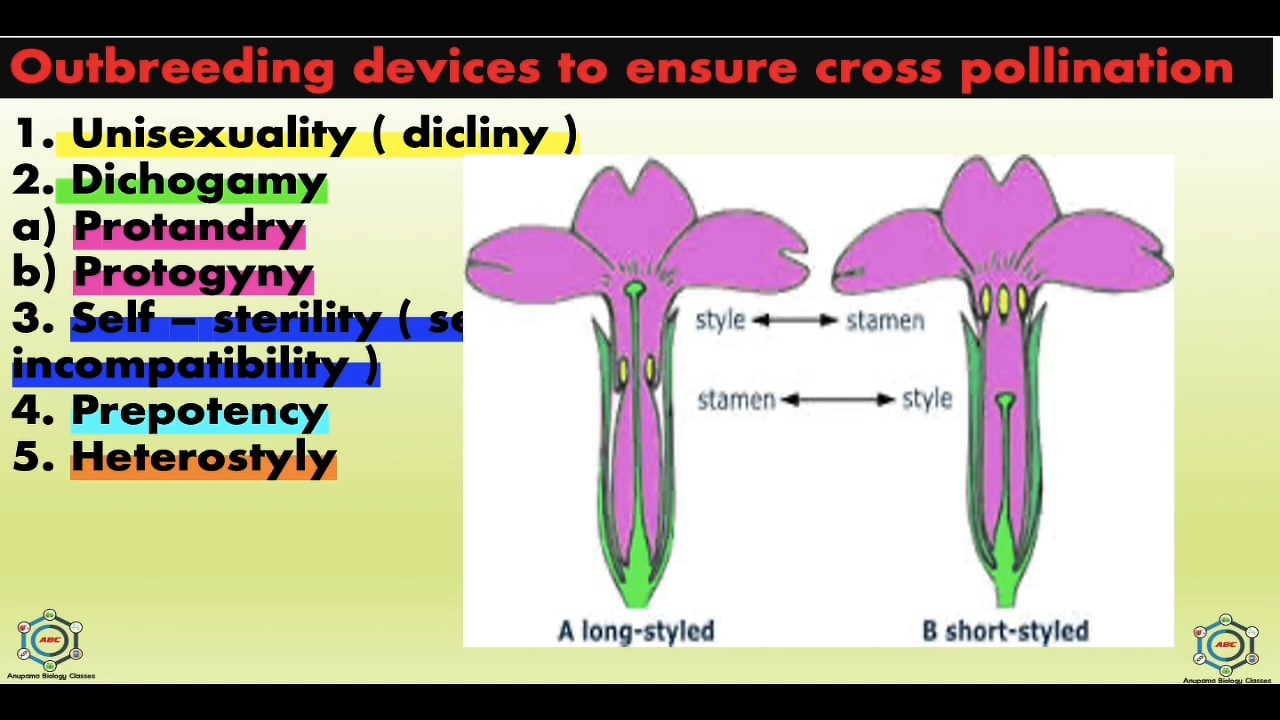 Outbreeding devices to ensure cross pollination
1. Unisexuality ( dicliny )
2. Dichogamy
a) Protandry
b) Protogyny
3. Self – sterility ( se
incompatibility )
4. Prepotency
5. Heterostyly
style stamen
stamen style
A long-styled B short-styled
ABC
Anupama Biology Classes
ABC
Anupama Biology Classes